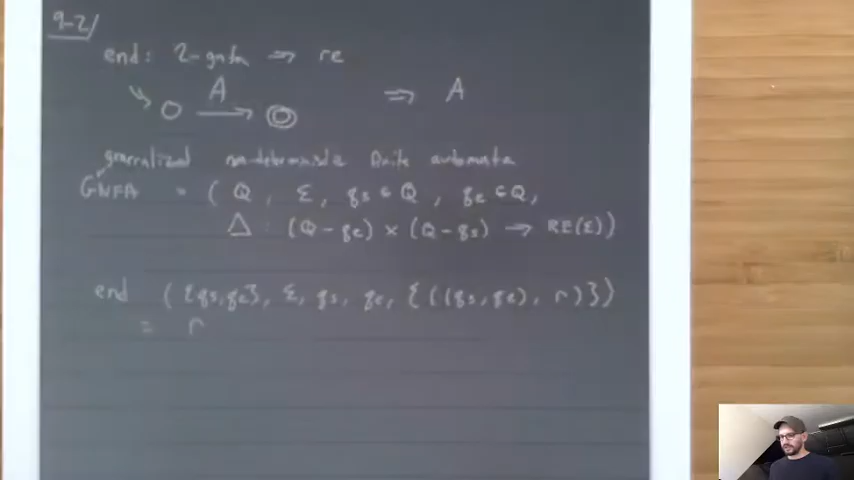 9-2/
end: 2-gnfa ⇒ re
A
⇒ A
generalized non-deterministic finite automata
GNFA = ( Q, Σ, qs ∈ Q, qe ∈ Q,
Δ : (Q - qe) × (Q - qs) → RE(Σ))
end ({qs,qe}, Σ, qs, qe, {((qs,qe), r)})
= r